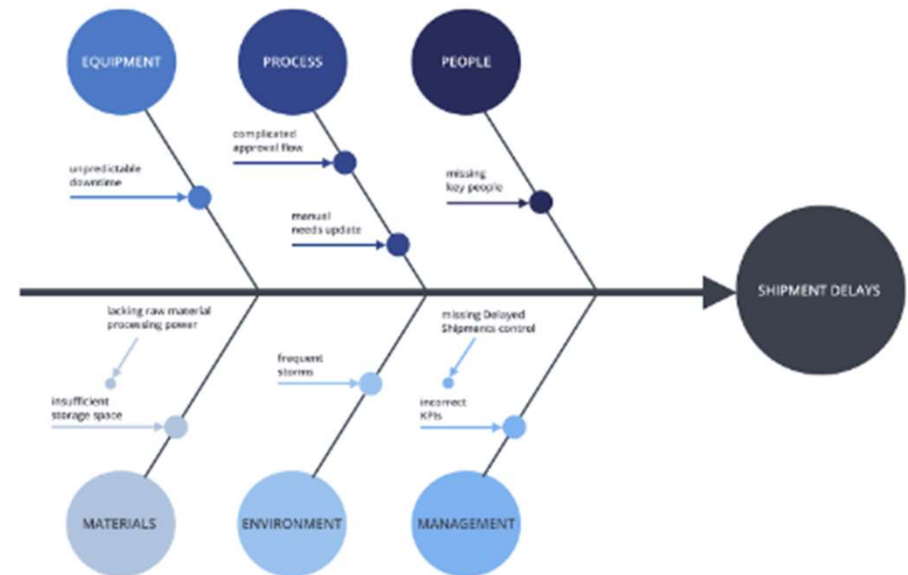 EQUIPMENT
PROCESS
PEOPLE
complicated
approval flow
unpredictable
downtime
missing
key people
manual
needs update
SHIPMENT DELAYS
lacking raw material
processing power
missing Delayed
Shipments control
frequent
storms
insufficient
storage space
incorrect
KPIs
MATERIALS
ENVIRONMENT
MANAGEMENT